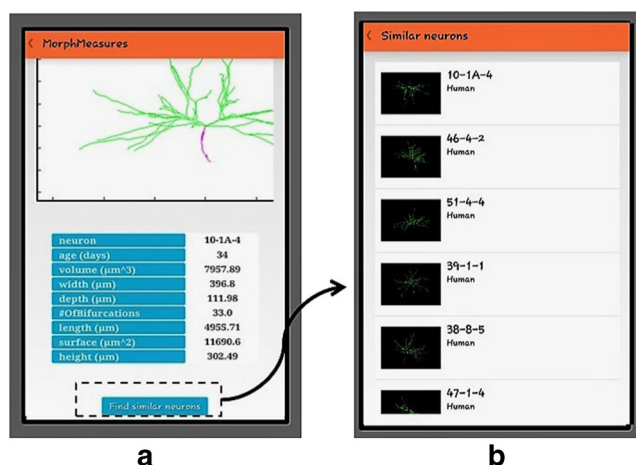 MorphMeasures
neuron 10-1A-4
age (days) 34
volume (μm^3) 7957.89
width (μm) 396.8
depth (μm) 111.98
#OfBifurcations 33.0
length (μm) 4955.71
surface (μm^2) 11690.6
height (μm) 302.49
Find similar neurons
a
Similar neurons
10-1A-4
Human
46-4-2
Human
51-4-4
Human
39-1-1
Human
38-8-5
Human
47-1-4
Human
b